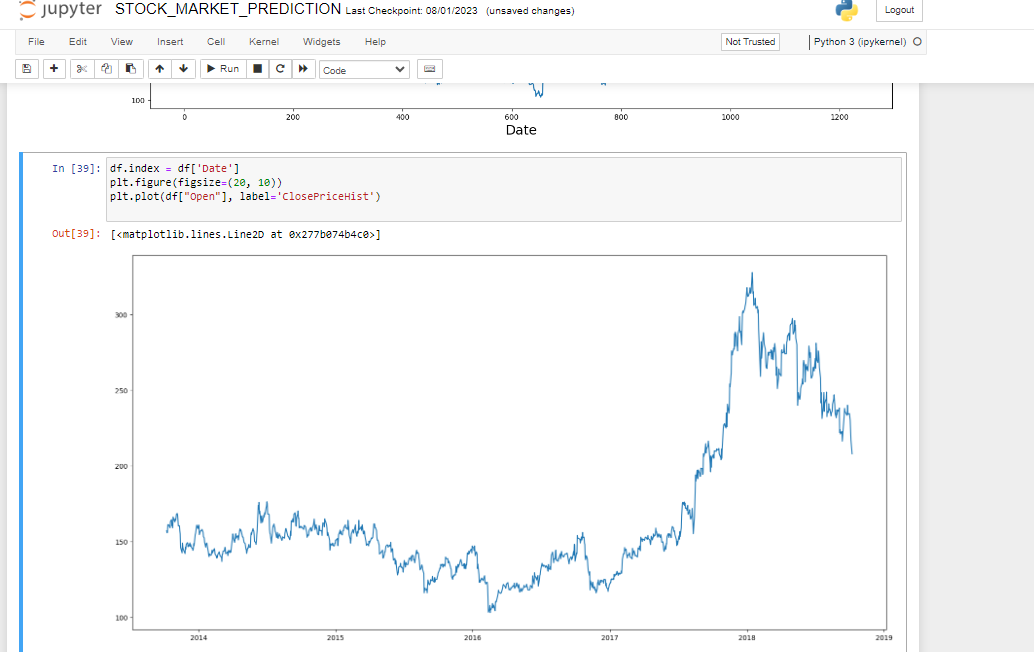 jupyter STOCK_MARKET_PREDICTION Last Checkpoint: 08/01/2023 (unsaved changes) Logout
File Edit View Insert Cell Kernel Widgets Help Not Trusted Python 3 (ipykernel)
Run Code
100
0 200 400 600 800 1000 1200
Date
In [39]: df.index = df['Date']
plt.figure(figsize=(20, 10))
plt.plot(df["Open"], label='ClosePriceHist')
Out[39]: [<matplotlib.lines.Line2D at 0x277b074b4c0>]
300
250
200
150
100
2014 2015 2016 2017 2018 2019